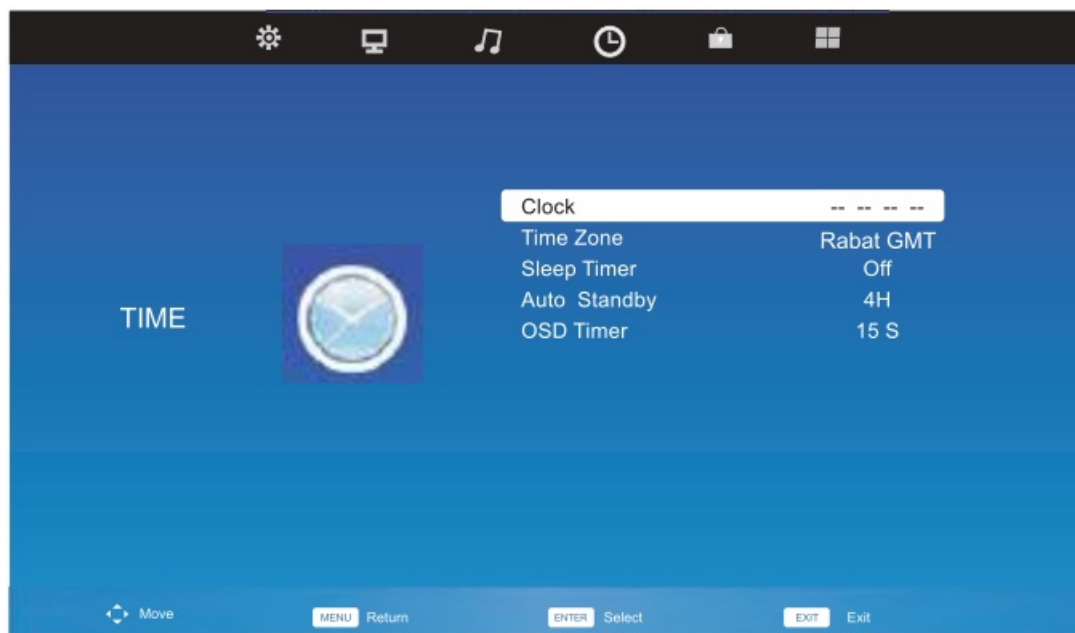 Clock -- -- -- --
Time Zone Rabat GMT
Sleep Timer Off
Auto Standby 4H
TIME
OSD Timer 15 S
Move MENU Return ENTER Select EXIT Exit